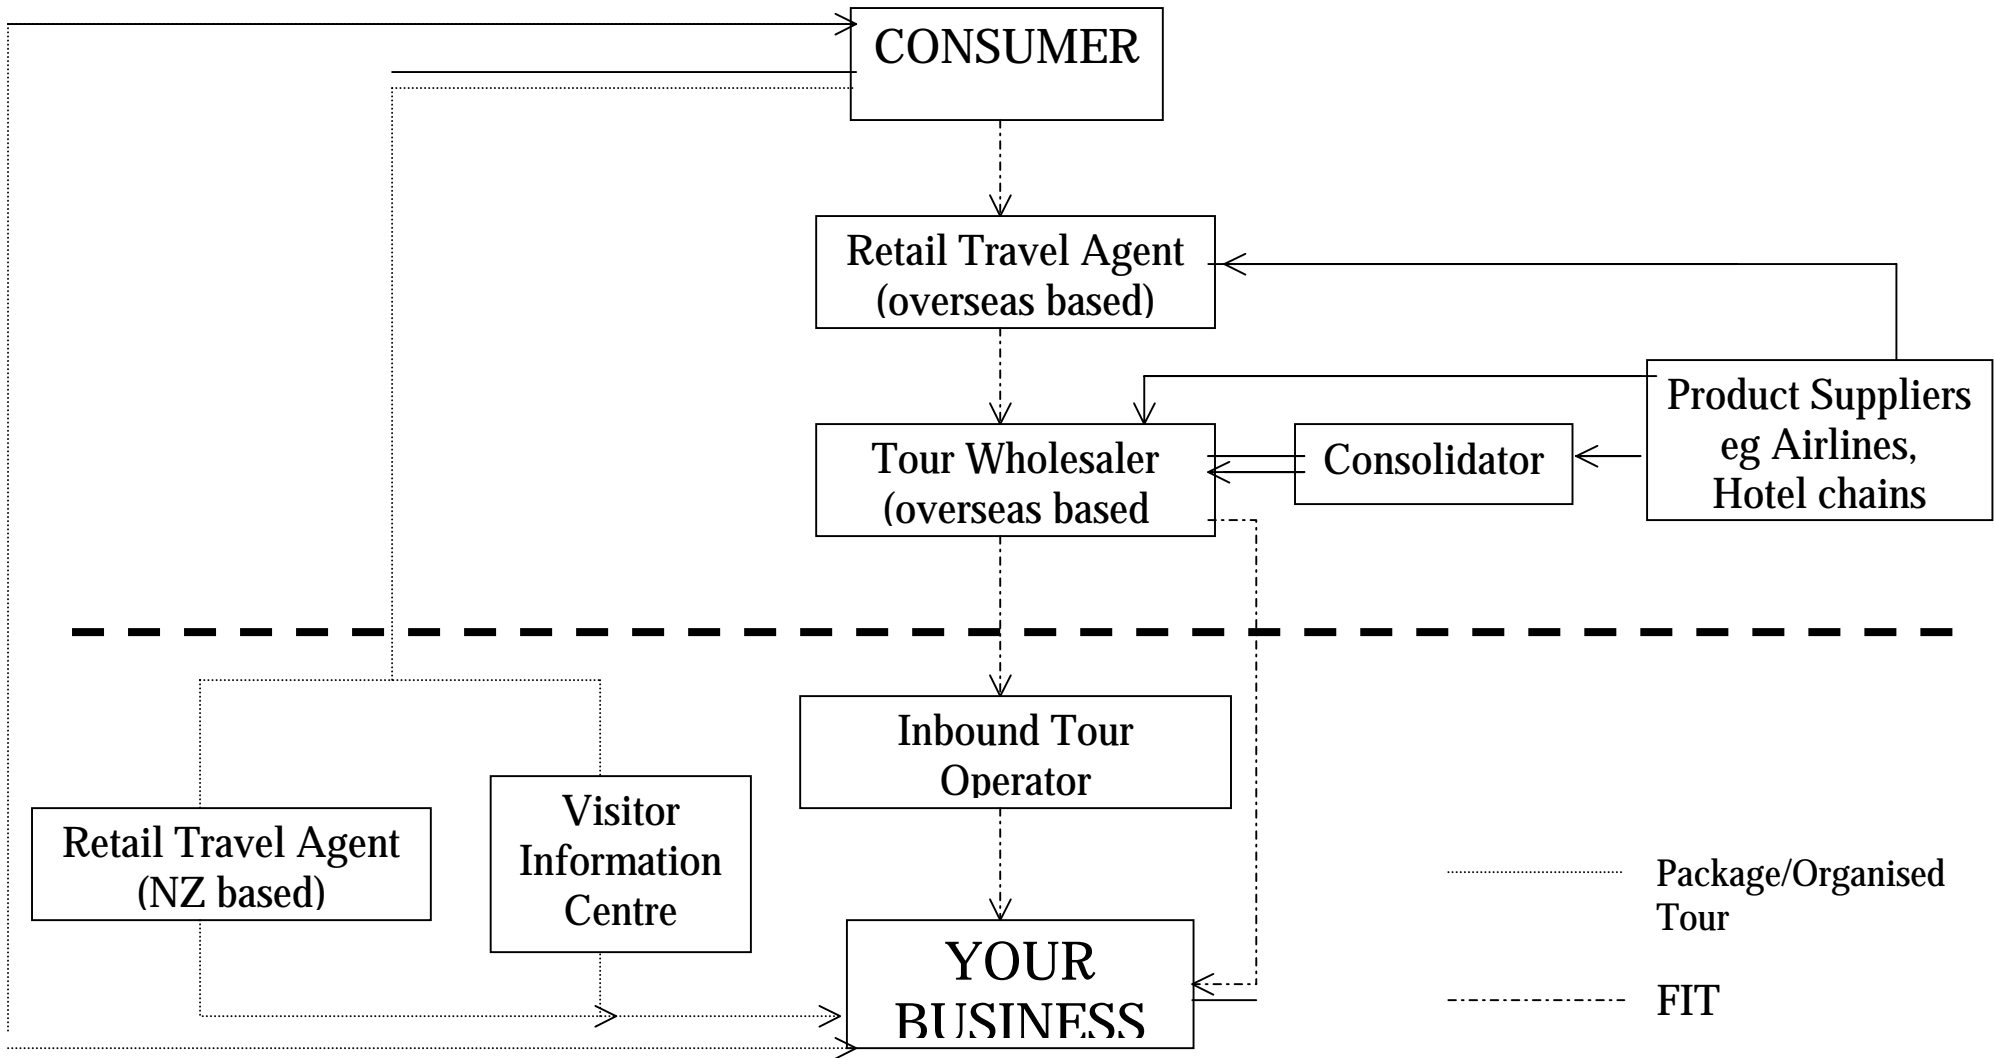 CONSUMER
Retail Travel Agent
(overseas based)
Product Suppliers
eg Airlines,
Hotel chains
Tour Wholesaler
(overseas based
Consolidator
Inbound Tour
Operator
Visitor
Information
Centre
Retail Travel Agent
(NZ based)
YOUR
BUSINESS
Package/Organised
Tour
FIT